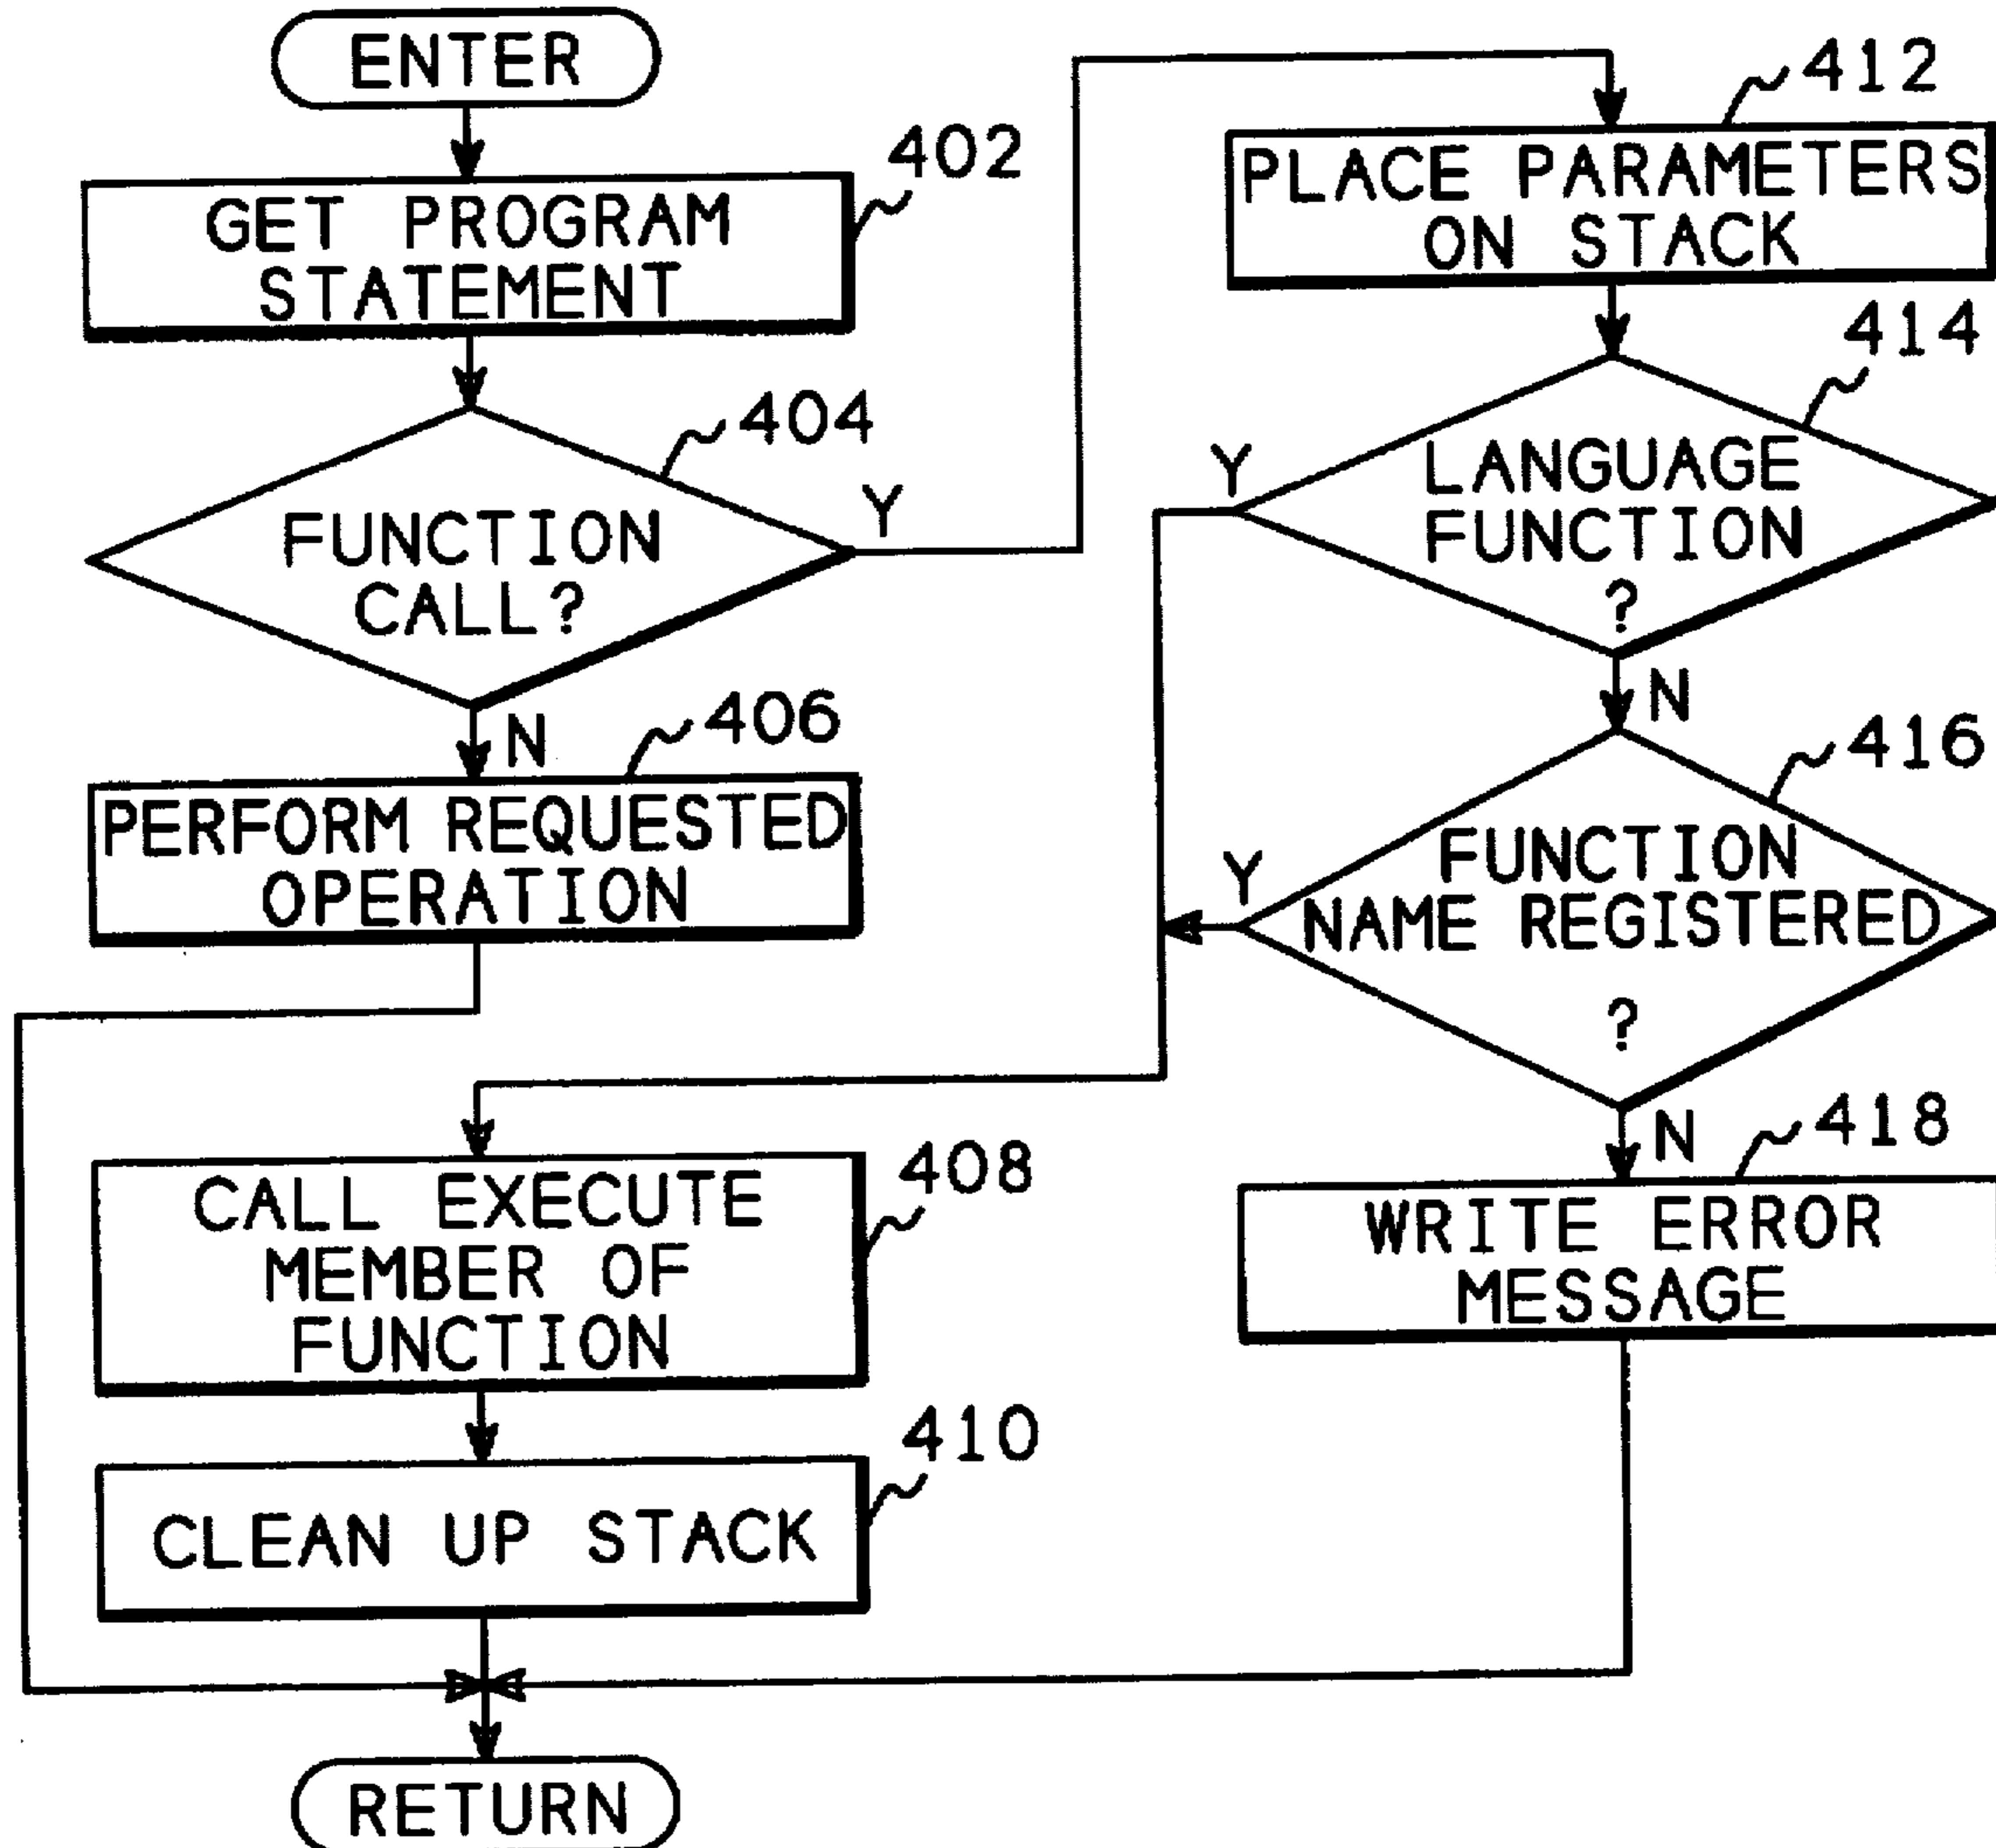 ENTER
402
GET PROGRAM
STATEMENT
404
FUNCTION
CALL?
Y
N
406
PERFORM REQUESTED
OPERATION
408
CALL EXECUTE
MEMBER OF
FUNCTION
410
CLEAN UP STACK
RETURN
412
PLACE PARAMETERS
ON STACK
414
Y
LANGUAGE
FUNCTION
?
N
416
Y
FUNCTION
NAME REGISTERED
?
N
418
WRITE ERROR
MESSAGE